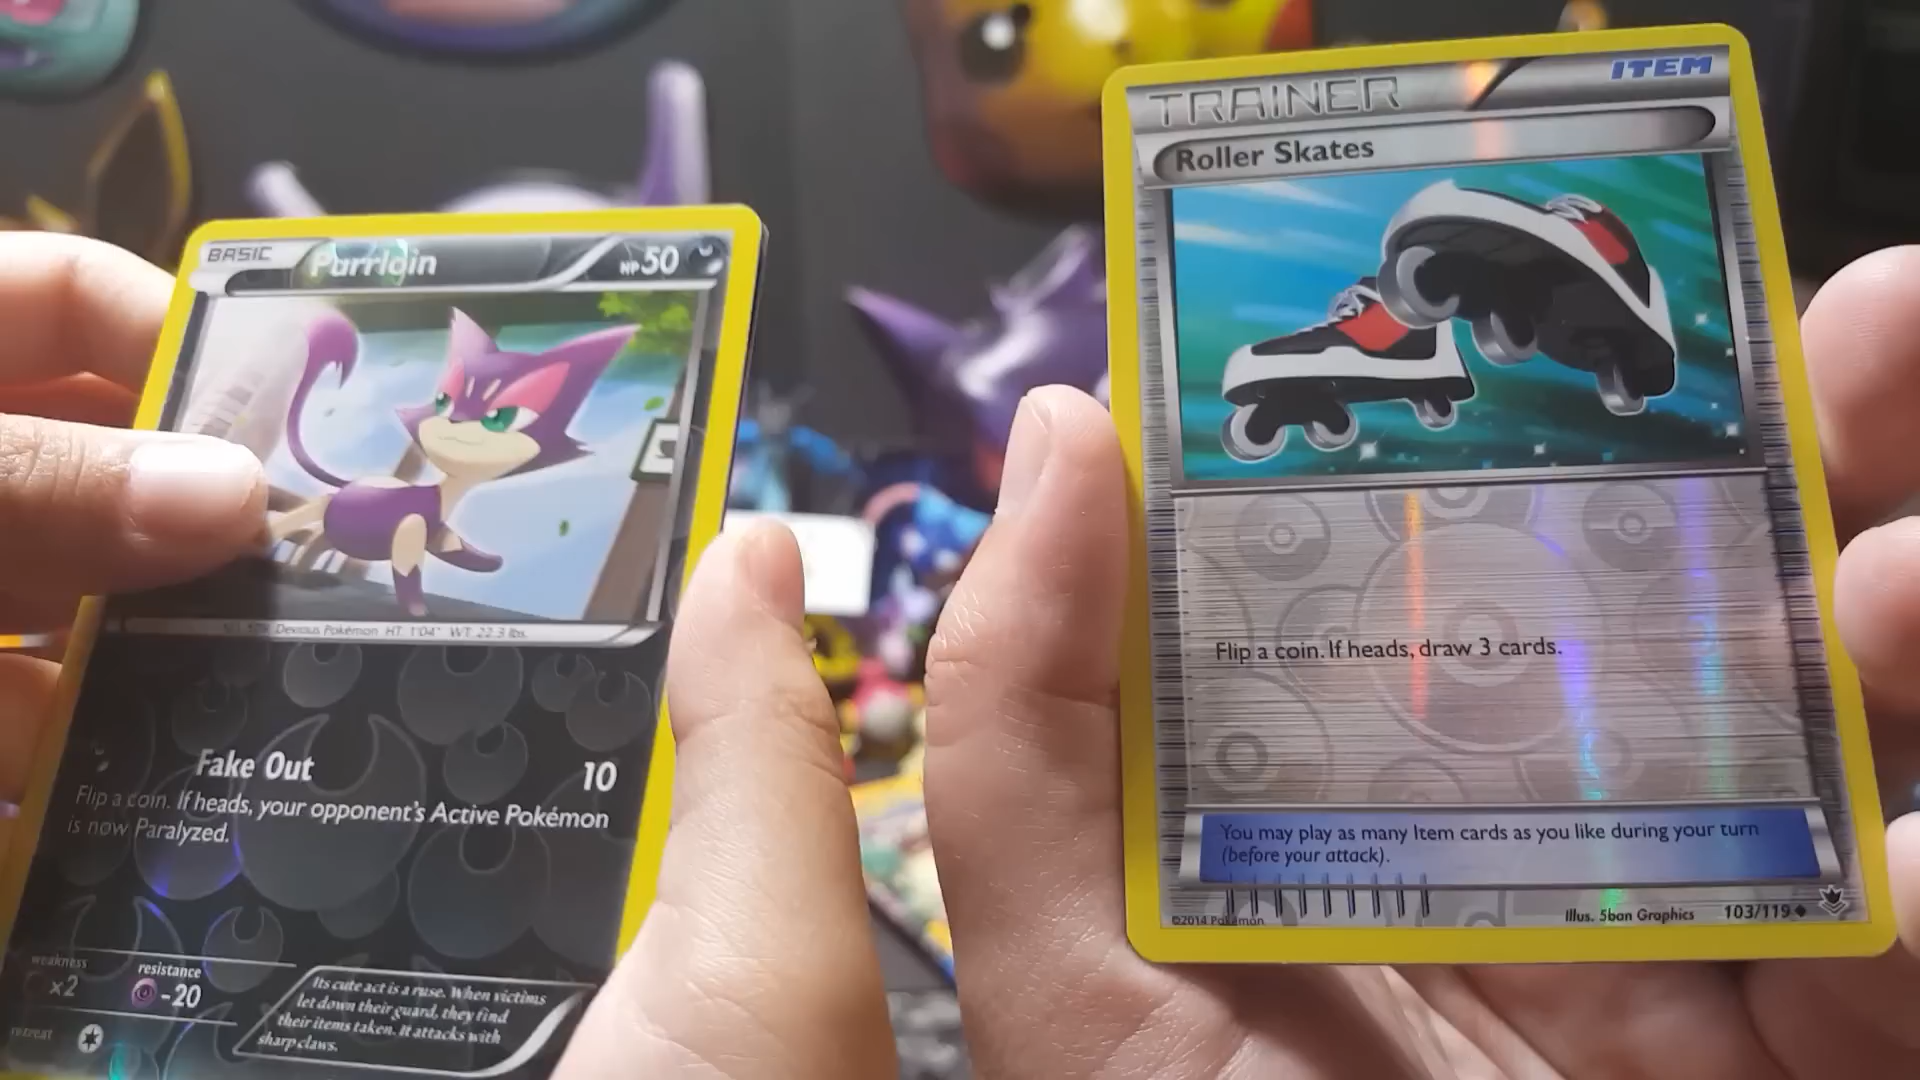 BASIC
Purrloin
HP50
Devious Pokémon HT. 1'04" WT. 22.3 lbs.
Fake Out
10
Flip a coin. If heads, your opponent's Active Pokémon
is now Paralyzed.
weakness
x2
resistance
-20
retreat
Its cute act is a ruse. When victims
let down their guard, they find
their items taken. It attacks with
sharp claws.
TRAINER
ITEM
Roller Skates
Flip a coin. If heads, draw 3 cards.
You may play as many Item cards as you like during your turn
(before your attack).
©2014 Pokémon
Illus. 5ban Graphics
103/119